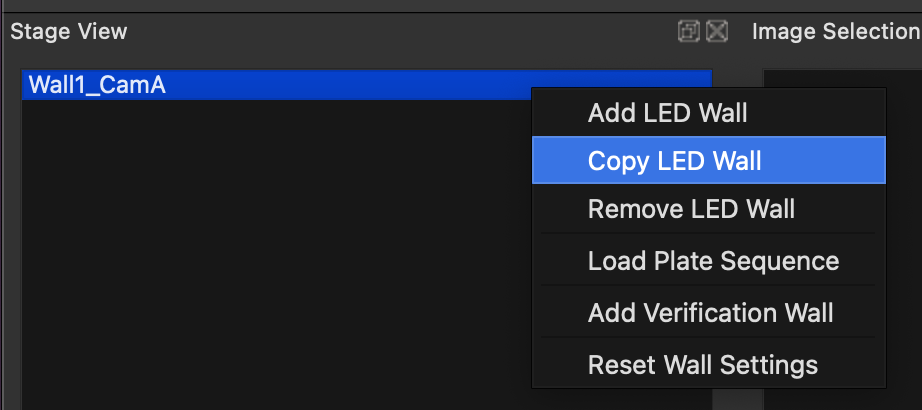 Stage View
Image Selection
Wall1_CamA
Add LED Wall
Copy LED Wall
Remove LED Wall
Load Plate Sequence
Add Verification Wall
Reset Wall Settings